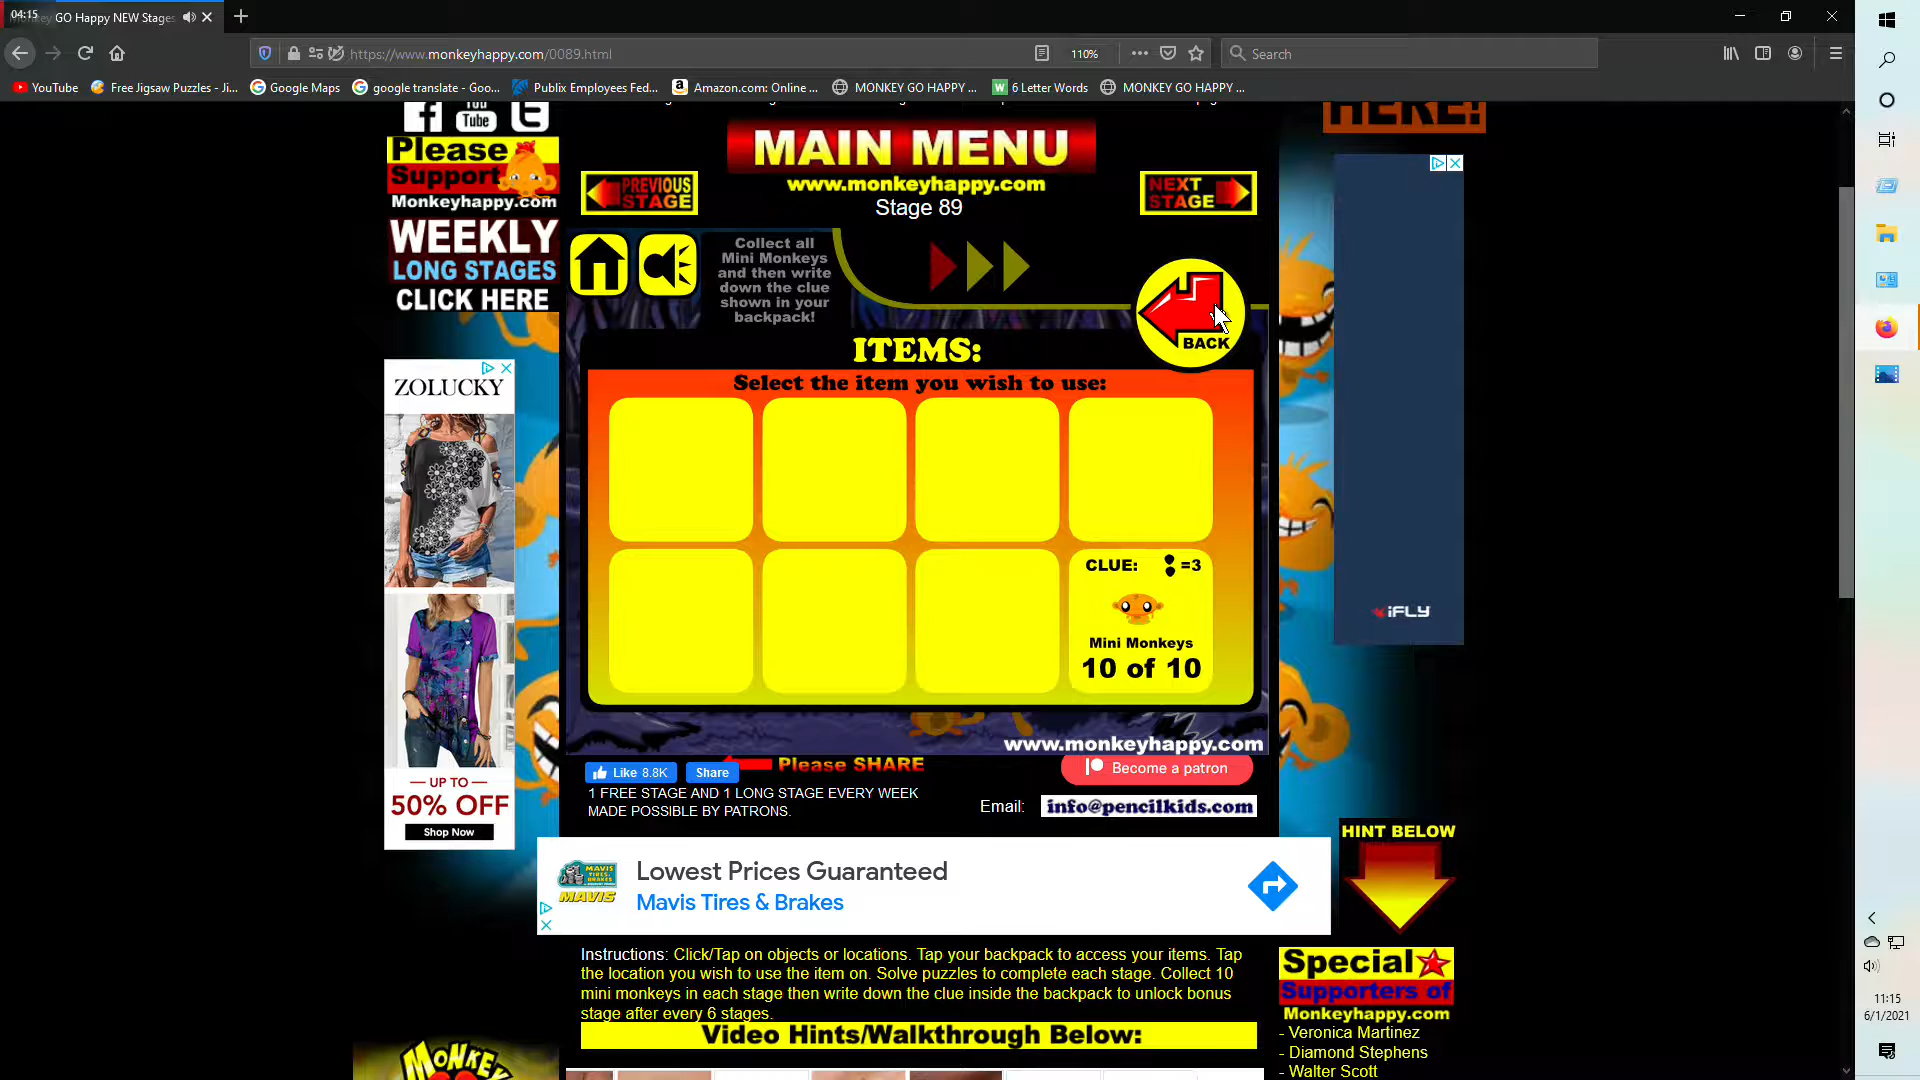 04:15
GO Happy NEW Stages
https://www.monkeyhappy.com/0089.html
110%
Search
YouTube
Free Jigsaw Puzzles - Ji...
Google Maps
google translate - Goo...
Publix Employees Fed...
Amazon.com: Online ...
MONKEY GO HAPPY ...
6 Letter Words
MONKEY GO HAPPY ...
You
Tube
HERE!
Please
Support
Monkeyhappy.com
WEEKLY
LONG STAGES
CLICK HERE
MAIN MENU
www.monkeyhappy.com
Stage 89
PREVIOUS
STAGE
NEXT
STAGE
Collect all
Mini Monkeys
and then write
down the clue
shown in your
backpack!
BACK
ITEMS:
Select the item you wish to use:
CLUE: =3
Mini Monkeys
10 of 10
www.monkeyhappy.com
ZOLUCKY
UP TO
50% OFF
Shop Now
iFLY
Like 8.8K
Share
Please SHARE
Become a patron
1 FREE STAGE AND 1 LONG STAGE EVERY WEEK
MADE POSSIBLE BY PATRONS.
Email:
info@pencilkids.com
HINT BELOW
Lowest Prices Guaranteed
Mavis Tires & Brakes
MAVIS
Instructions: Click/Tap on objects or locations. Tap your backpack to access your items. Tap
the location you wish to use the item on. Solve puzzles to complete each stage. Collect 10
mini monkeys in each stage then write down the clue inside the backpack to unlock bonus
stage after every 6 stages.
Video Hints/Walkthrough Below:
Special
Supporters of
Monkeyhappy.com
- Veronica Martinez
- Diamond Stephens
- Walter Scott
MONKEY
11:15
6/1/2021